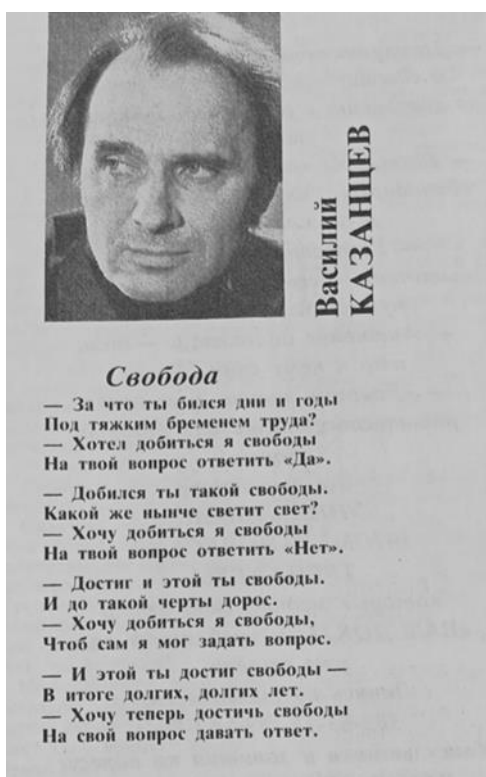 Василий
КАЗАНЦЕВ
Свобода
— За что ты бился дни и годы
Под тяжким бременем труда?
— Хотел добиться я свободы
На твой вопрос ответить «Да».
— Добился ты такой свободы.
Какой же нынче светит свет?
— Хочу добиться я свободы
На твой вопрос ответить «Нет».
— Достиг и этой ты свободы.
И до такой черты дорос.
— Хочу добиться я свободы,
Чтоб сам я мог задать вопрос.
— И этой ты достиг свободы —
В итоге долгих, долгих лет.
— Хочу теперь достичь свободы
На свой вопрос давать ответ.